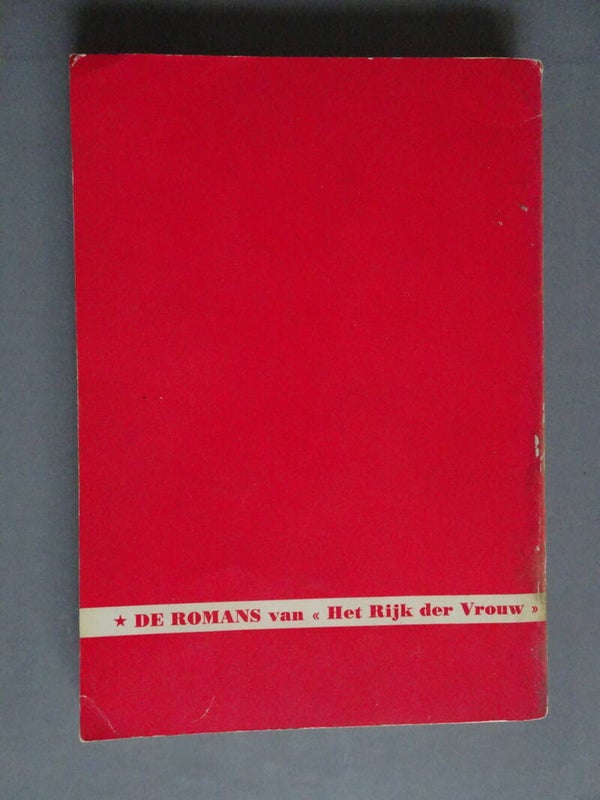 ★ DE ROMANS van « Het Rijk der Vrouw »